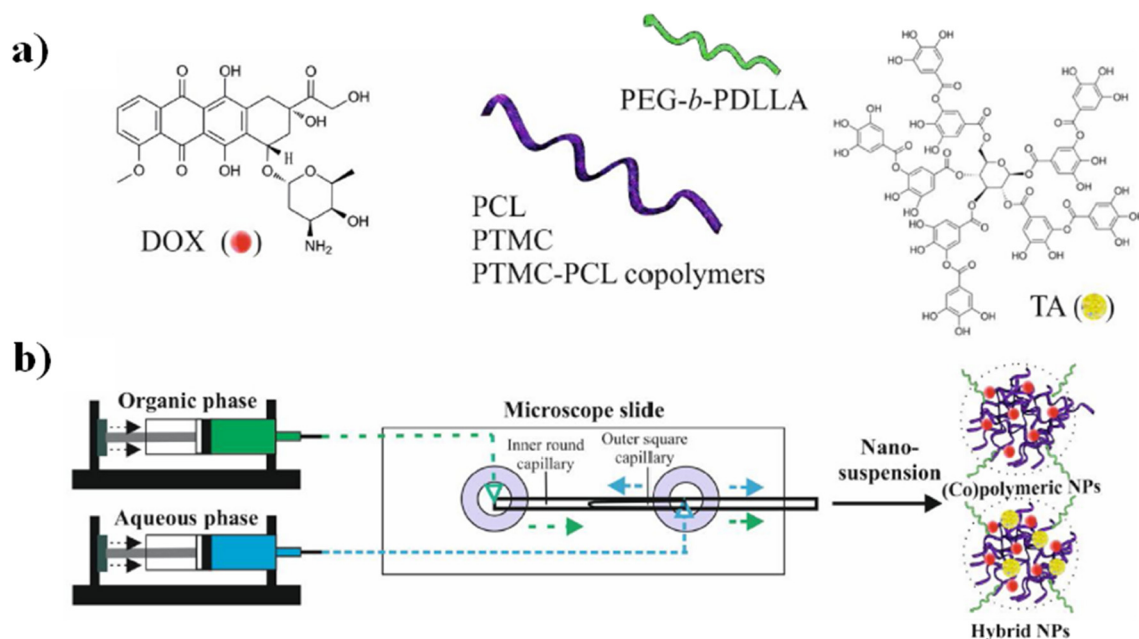 a)
DOX ( )
PEG-b-PDLLA
PCL
PTMC
PTMC-PCL copolymers
TA ( )
b)
Organic phase
Aqueous phase
Microscope slide
Inner round
capillary
Outer square
capillary
Nano-
suspension
(Co)polymeric NPs
Hybrid NPs